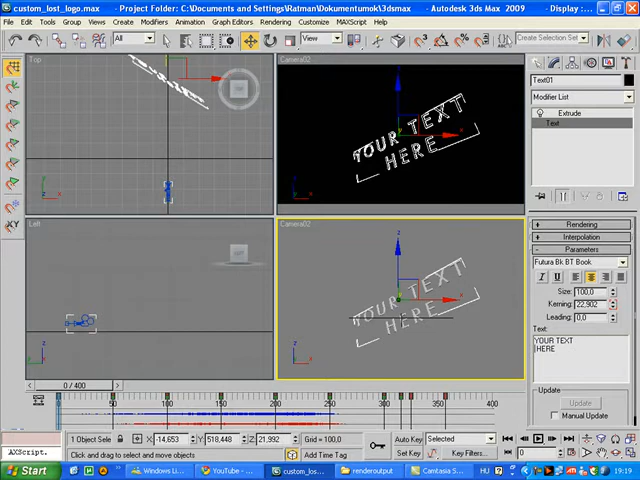 custom_lost_logo.max - Project Folder: C:\Documents and Settings\Ratman\Dokumentumok\3dsmax - Autodesk 3ds Max 2009 - Display :
File Edit Tools Group Views Create Modifiers Animation Graph Editors Rendering Customize MAXScript Help
All
View
Create Selection Set
Top
Camera02
YOUR TEXT
HERE
Left
Camera02
YOUR TEXT
HERE
Text01
Modifier List
Extrude
Text
Rendering
Interpolation
Parameters
Futura Bk BT Book
Size: 100,0
Kerning: 22,902
Leading: 0,0
Text:
YOUR TEXT
HERE
Update
Update
Manual Update
0 / 400
0 50 100 150 200 250 300 350 400
1 Object Sele
X: -14,653
Y: 518,448
Z: 21,992
Grid = 100,0
Auto Key
Selected
AXScript.
Click and drag to select and move objects
Add Time Tag
Set Key
Key Filters...
0
Start
Windows Li...
YouTube - ...
custom_los...
renderoutput
Camtasia S...
HU
19:19